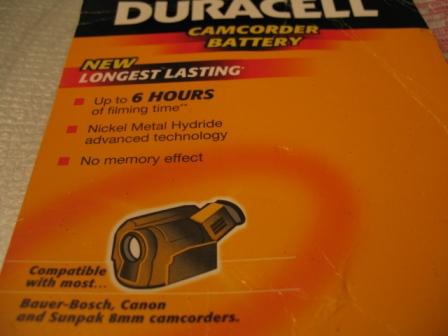 DURACELL
CAMCORDER
BATTERY
NEW
LONGEST LASTING*
Up to 6 HOURS
of filming time**
Nickel Metal Hydride
advanced technology
No memory effect
Compatible
with most...
Bauer-Bosch, Canon
and Sunpak 8mm camcorders.